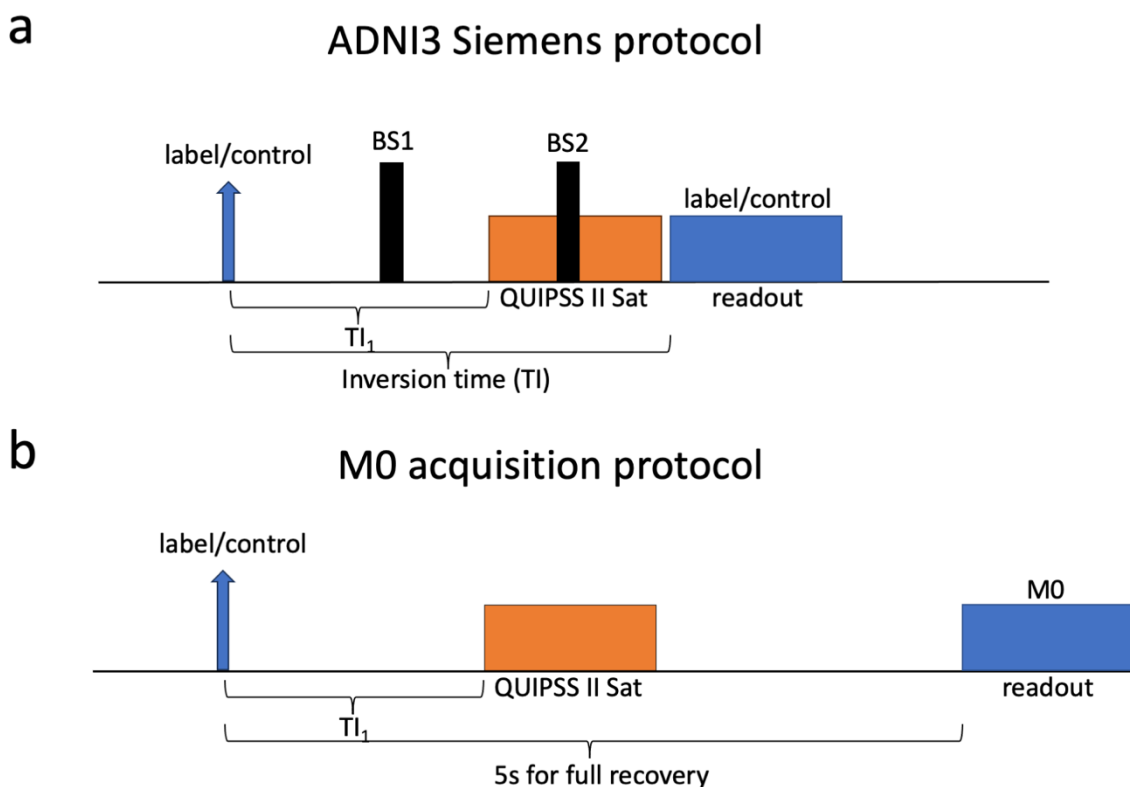 a
ADNI3 Siemens protocol
label/control
BS1
BS2
label/control
QUIPSS II Sat
readout
TI₁
Inversion time (TI)
b
M0 acquisition protocol
label/control
M0
QUIPSS II Sat
readout
TI₁
5s for full recovery